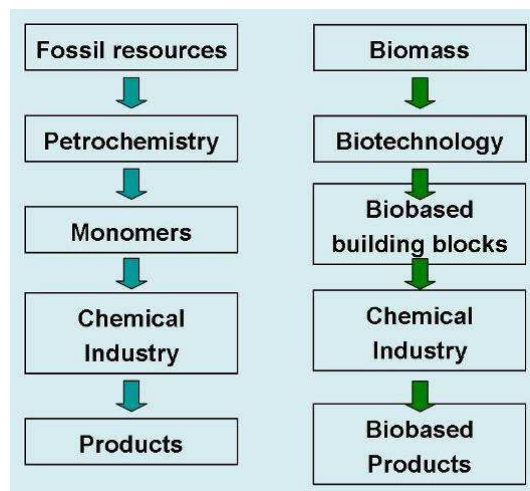 Fossil resources
Petrochemistry
Monomers
Chemical
Industry
Products
Biomass
Biotechnology
Biobased
building blocks
Chemical
Industry
Biobased
Products